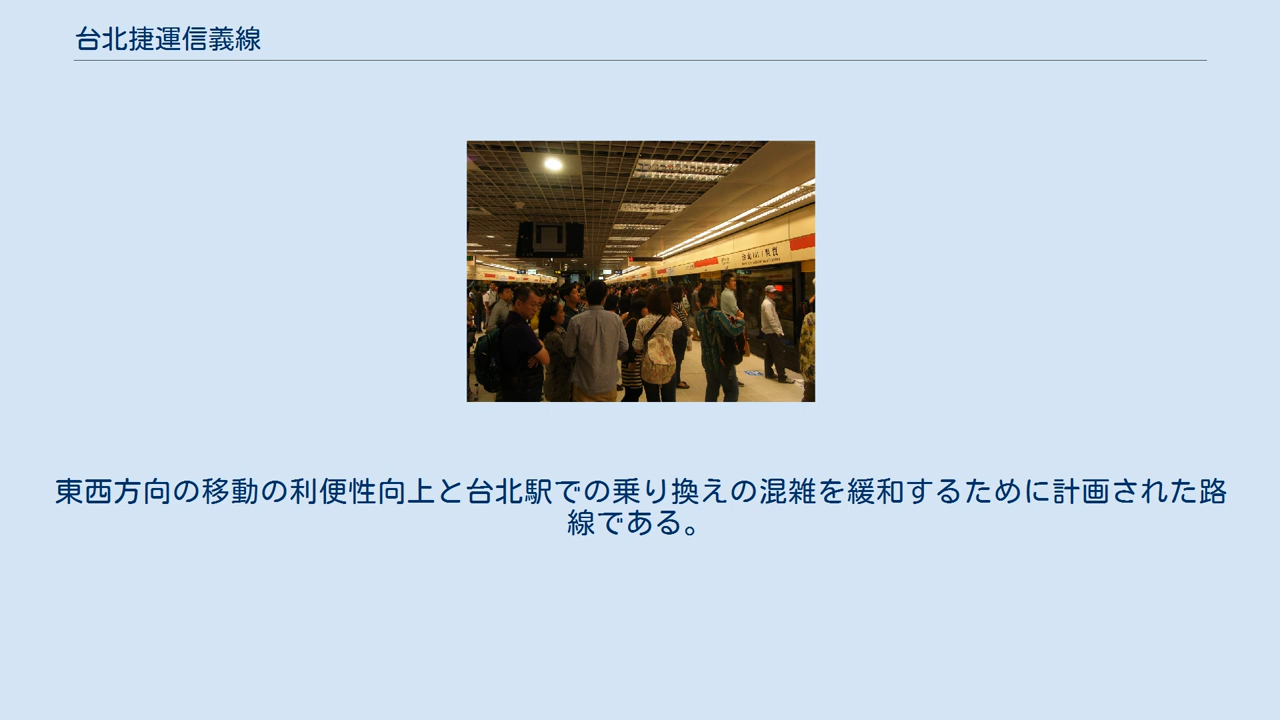 台北捷運信義線
東西方向の移動の利便性向上と台北駅での乗り換えの混雑を緩和するために計画された路
線である。